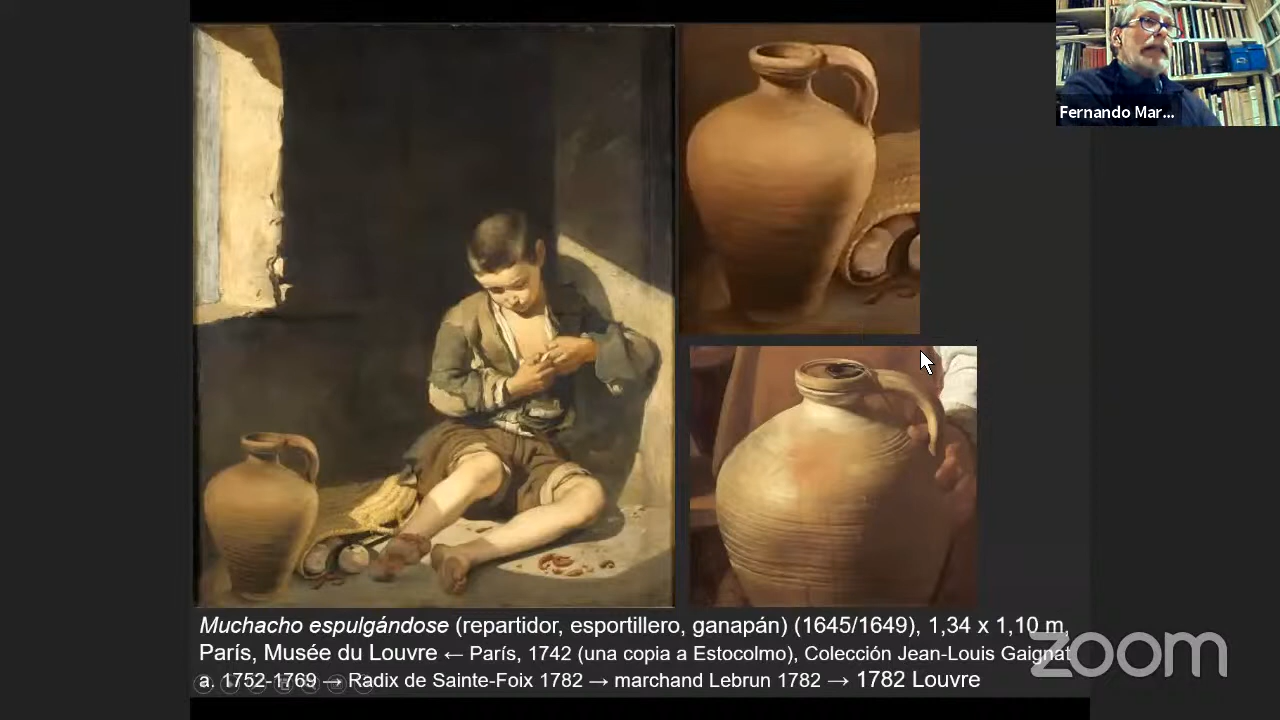 Fernando Mar...
Muchacho espulgándose (repartidor, esportillero, ganapán) (1645/1649), 1,34 x 1,10 m,
París, Musée du Louvre ← París, 1742 (una copia a Estocolmo), Colección Jean-Louis Gaignat
a. 1752-1769 → Radix de Sainte-Foix 1782 → marchand Lebrun 1782 → 1782 Louvre
zoom